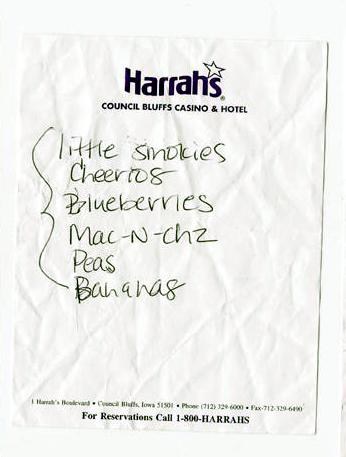 Harrah's
COUNCIL BLUFFS CASINO & HOTEL
little smokies
Cheerios
Blueberries
Mac-N-chz
Peas
Bananas
1 Harrah's Boulevard • Council Bluffs, Iowa 51501 • Phone (712) 329-6000 • Fax-712-329-6490
For Reservations Call 1-800-HARRAHS